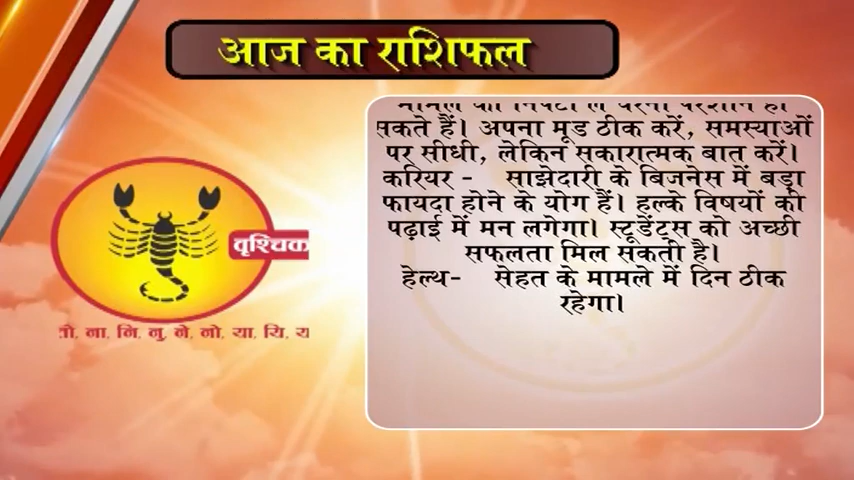 आज का राशिफल
सकते हैं। अपना मूड ठीक करें, समस्याओं
पर सीधी, लेकिन सकारात्मक बात करें।
करियर - साझेदारी के बिजनेस में बड़ा
फायदा होने के योग हैं। हल्के विषयों की
पढ़ाई में मन लगेगा। स्टूडेंट्स को अच्छी
सफलता मिल सकती है।
हेल्थ- सेहत के मामले में दिन ठीक
रहेगा।
वृश्चिक
ना, नि, नु, ने, नो, या, यि,